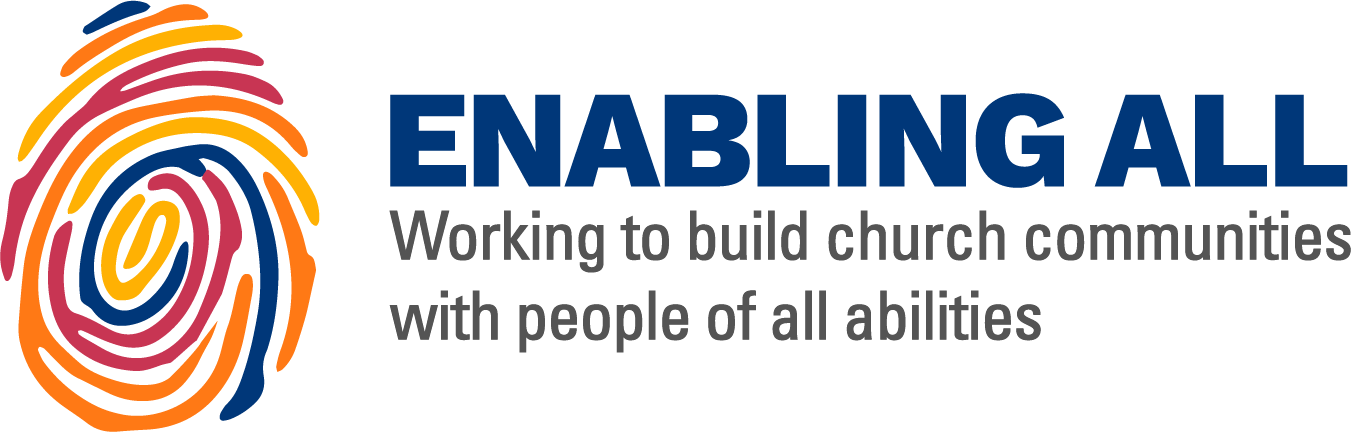 ENABLING ALL
Working to build church communities
with people of all abilities